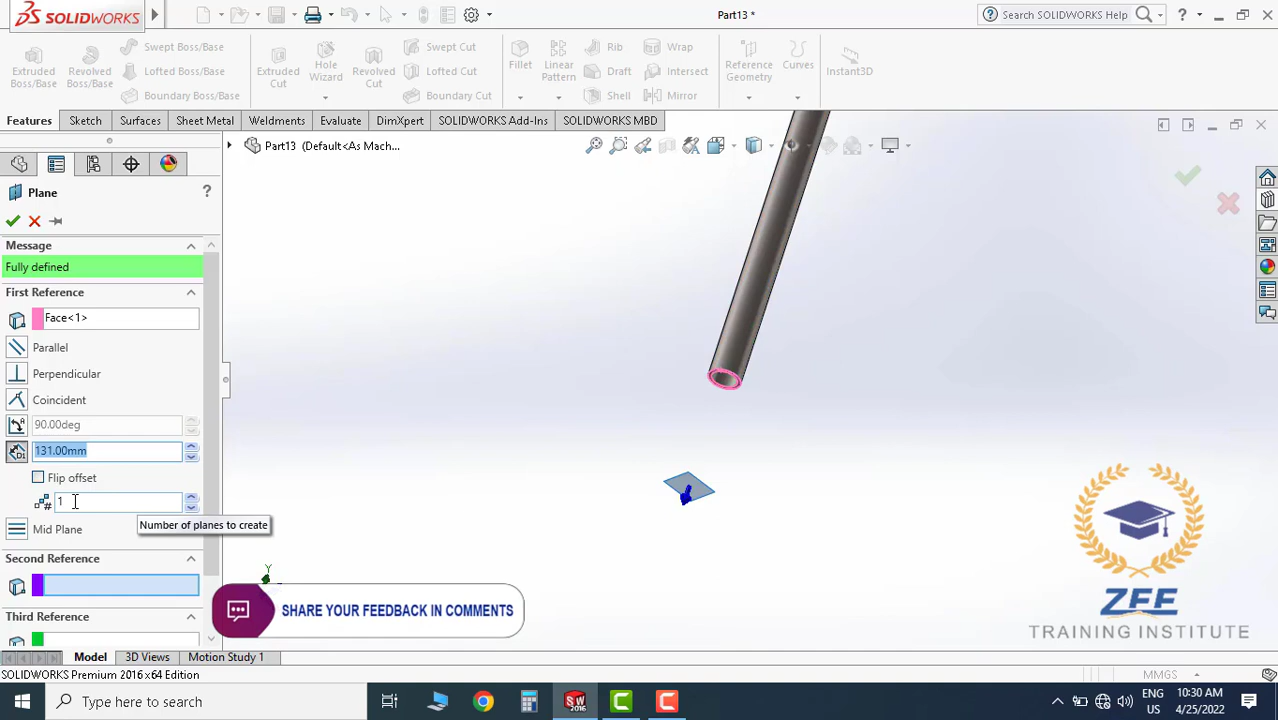 SOLIDWORKS
Part13 *
Search SOLIDWORKS Help
Extruded Boss/Base
Revolved Boss/Base
Swept Boss/Base
Lofted Boss/Base
Boundary Boss/Base
Extruded Cut
Hole Wizard
Revolved Cut
Swept Cut
Lofted Cut
Boundary Cut
Fillet
Linear Pattern
Rib
Draft
Shell
Wrap
Intersect
Mirror
Reference Geometry
Curves
Instant3D
Features
Sketch
Surfaces
Sheet Metal
Weldments
Evaluate
DimXpert
SOLIDWORKS Add-Ins
SOLIDWORKS MBD
Part13 (Default<As Mach...
Plane
?
Message
Fully defined
First Reference
Face<1>
Parallel
Perpendicular
Coincident
90.00deg
131.00mm
Flip offset
1
Number of planes to create
Mid Plane
Second Reference
Third Reference
Y
SHARE YOUR FEEDBACK IN COMMENTS
ZFE
TRAINING INSTITUTE
Model
3D Views
Motion Study 1
SOLIDWORKS Premium 2016 x64 Edition
MMGS
Type here to search
SW
2016
ENG
US
10:30 AM
4/25/2022